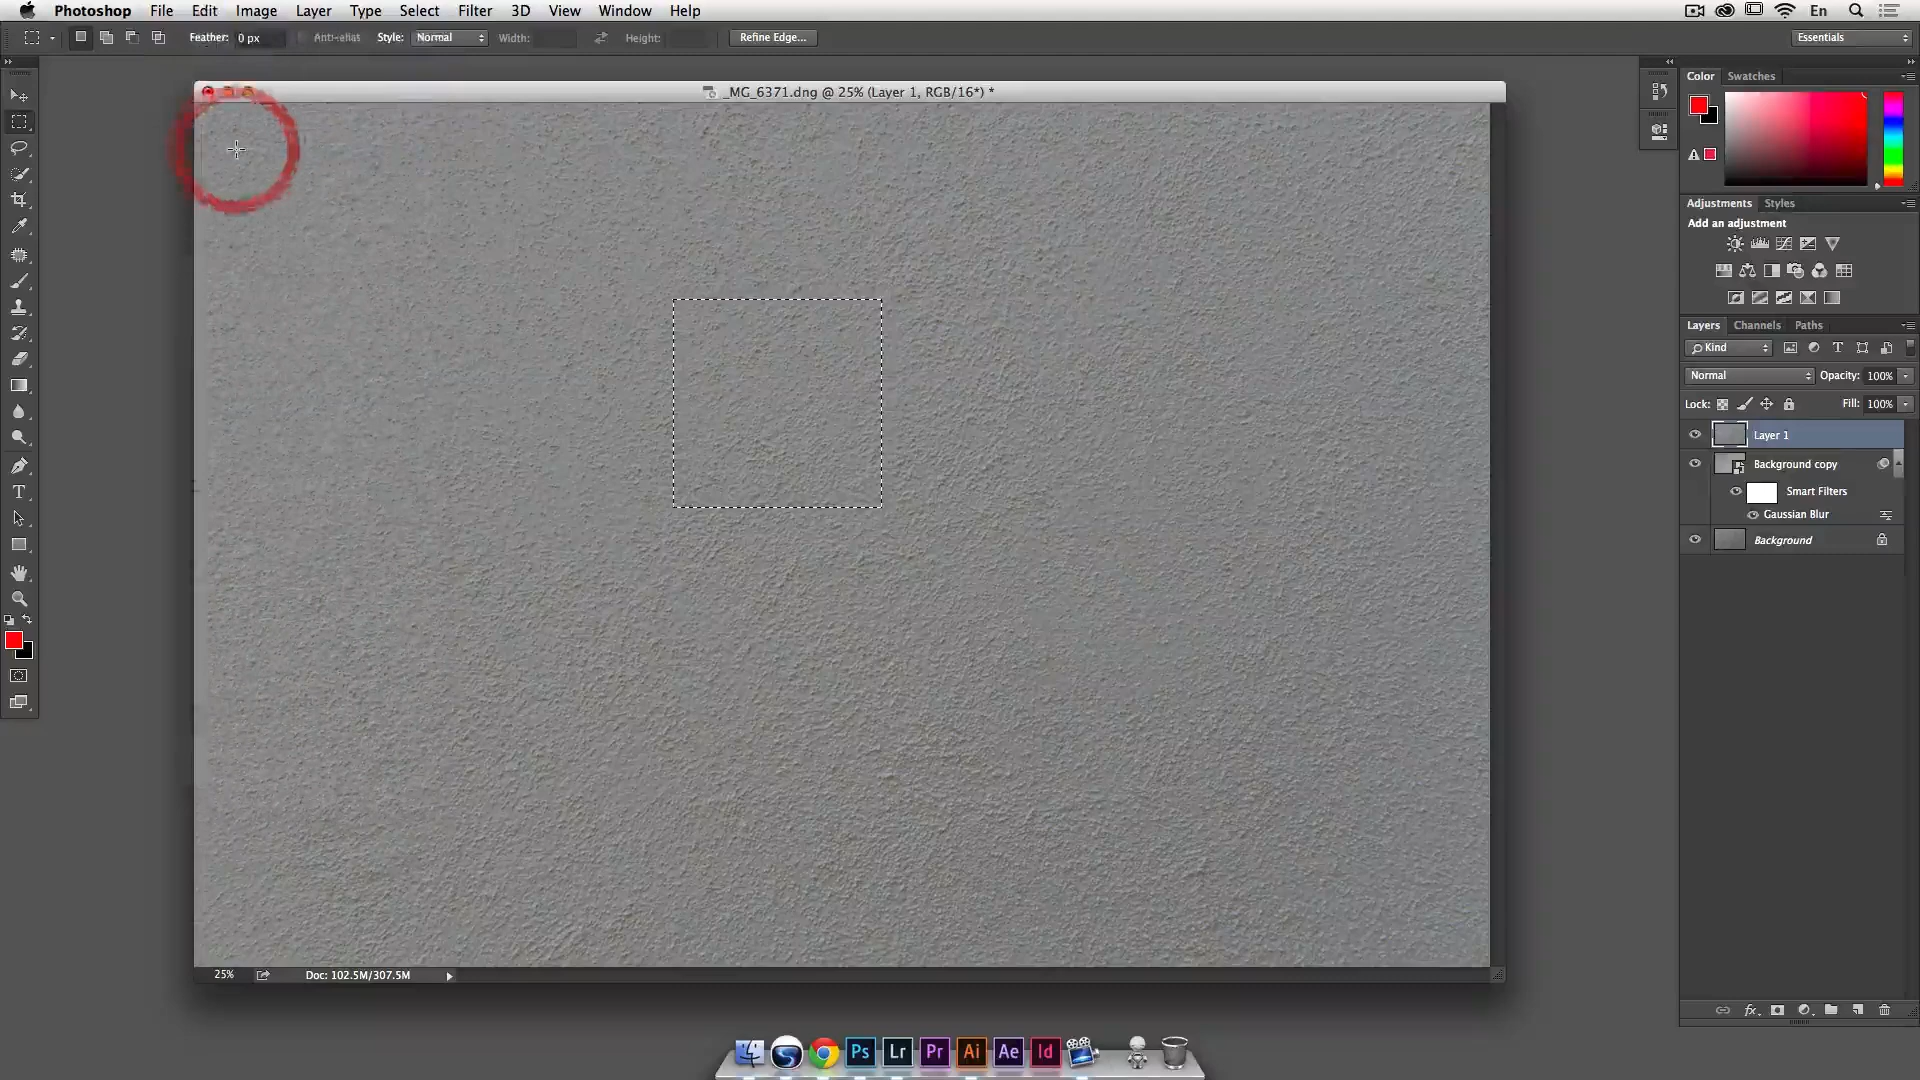 Photoshop File Edit Image Layer Type Select Filter 3D View Window Help En
Feather: 0 px Anti-alias Style: Normal Width: Height: Refine Edge... Essentials
_MG_6371.dng @ 25% (Layer 1, RGB/16*) *
Color Swatches
Adjustments Styles
Add an adjustment
Layers Channels Paths
Kind
Normal Opacity: 100%
Lock: Fill: 100%
Layer 1
Background copy
Smart Filters
Gaussian Blur
Background
T
fx
25% Doc: 102.5M/307.5M
Ps Lr Pr Ai Ae Id